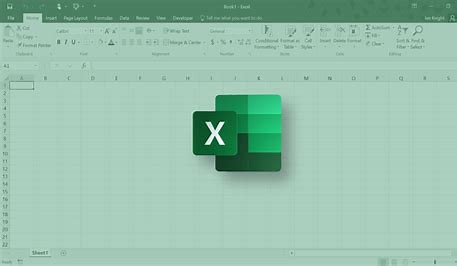 Book1 - Excel
Ian Knight
File Home Insert Page Layout Formulas Data Review View Developer Tell me what you want to do
Cut
Copy
Format Painter
Clipboard
Wrap Text
Merge & Center
General
Conditional Formatting
Format as Table
Cell Styles
Insert Delete Format
AutoSum
Fill
Clear
Sort & Filter
Find & Select
Font Alignment Number Styles Cells Editing
A1
A B C D E F G H I J K L M N O P Q
1
2
3
4
5
6
7
8
9
10
11
12
13
14
15
16
17
18
19
20
21
22
X
Sheet1